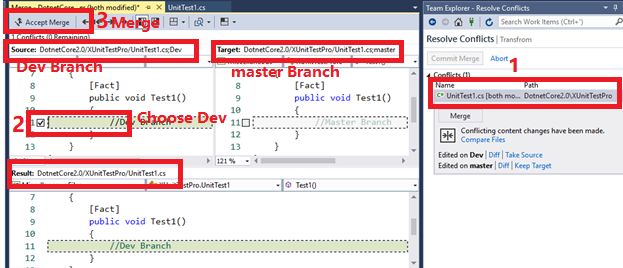 Merge - ...s (both modified)*
UnitTest1.cs
Accept Merge
3 Merge
1 Conflicts (0 Remaining)
Source: DotnetCore2.0/XUnitTestPro/UnitTest1.cs;Dev
Target: DotnetCore2.0/XUnitTestPro/UnitTest1.cs;master
Dev Branch
master Branch
7 {
8 [Fact]
9 public void Test1()
10 {
2
11 //Dev Branch
Choose Dev
12 }
13 }
7 {
8 [Fact]
9 public void Test1()
10 {
11 //Master Branch
12 }
13 }
121 %
Result: DotnetCore2.0/XUnitTestPro/UnitTest1.cs
XUnitTestPro.UnitTest1
Test1()
7 {
8 [Fact]
9 public void Test1()
10 {
11 //Dev Branch
12 }
Team Explorer - Resolve Conflicts
Search Work Items (Ctrl+')
Resolve Conflicts | Transfrom
Commit Merge Abort
1
Conflicts (1)
Name Path
C# UnitTest1.cs [both mo... DotnetCore2.0\XUnitTestPro
Merge
Conflicting content changes have been made.
Compare Files
Edited on Dev | Diff | Take Source
Edited on master | Diff | Keep Target